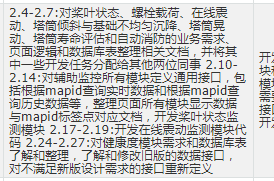 2.4-2.7:对桨叶状态、螺栓载荷、在线震
动、塔筒倾斜与基础不均匀沉降、塔筒晃
动、塔筒寿命评估和自动消防的业务需求、
页面逻辑和数据库表整理相关文档，并将其
中一些开发任务分配给其他两位同事 2.10-
2.14:对辅助监控所有模块定义通用接口，包
括根据mapid查询实时数据和根据mapid查
询历史数据等，整理页面所有模块显示数据
与mapid标签点对应文档，开发桨叶状态监
测模块 2.17-2.19:开发在线震动监测模块代
码 2.24-2.27:对健康度模块需求和数据库表
了解和整理，了解和修改旧版的数据接口，
对不满足新版设计需求的接口重新定义